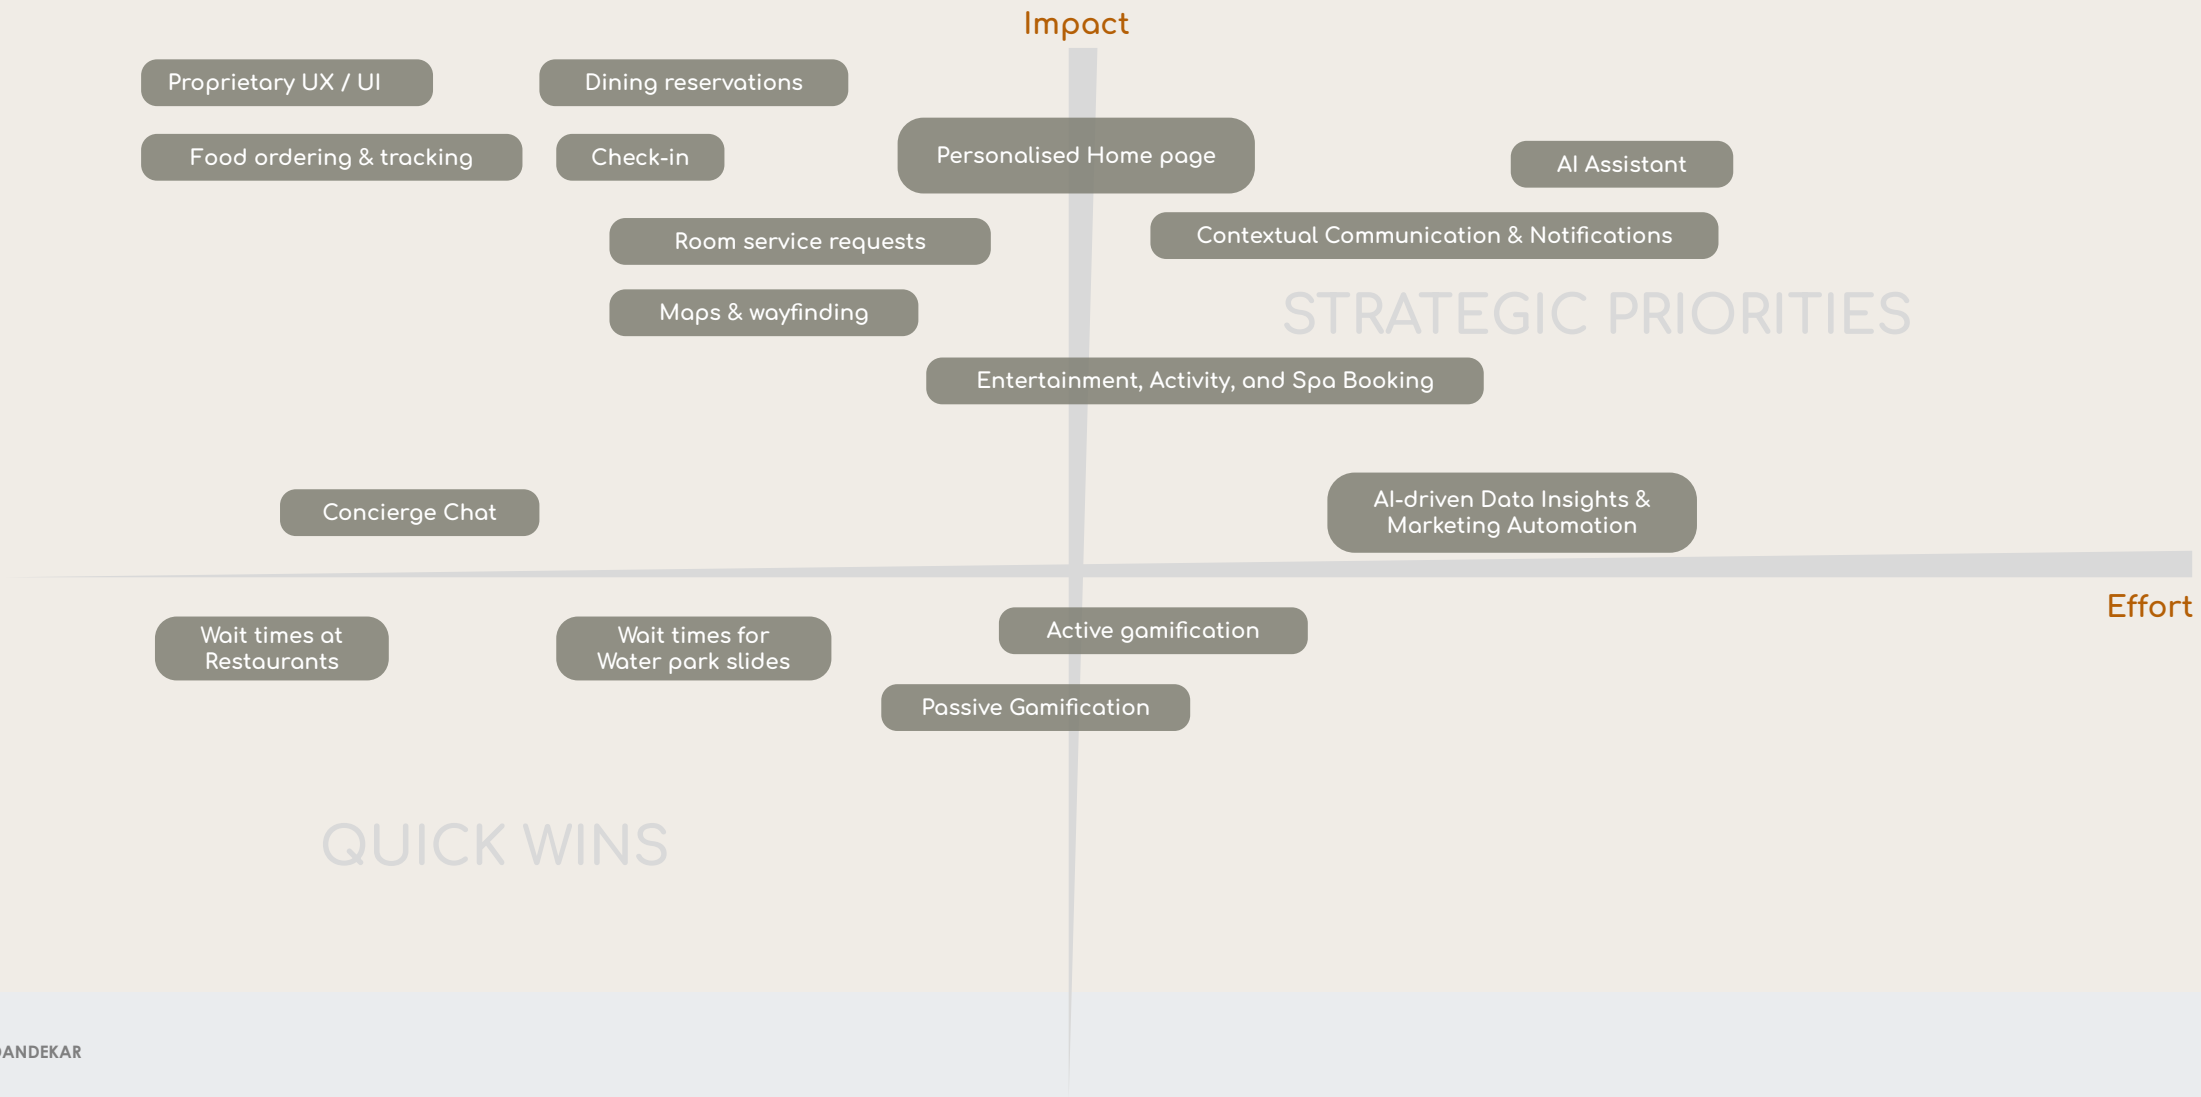 Impact
Proprietary UX / UI
Dining reservations
Food ordering & tracking
Check-in
Personalised Home page
AI Assistant
Room service requests
Contextual Communication & Notifications
Maps & wayfinding
STRATEGIC PRIORITIES
Entertainment, Activity, and Spa Booking
Concierge Chat
AI-driven Data Insights &
Marketing Automation
Effort
Wait times at
Restaurants
Wait times for
Water park slides
Active gamification
Passive Gamification
QUICK WINS
DANDEKAR